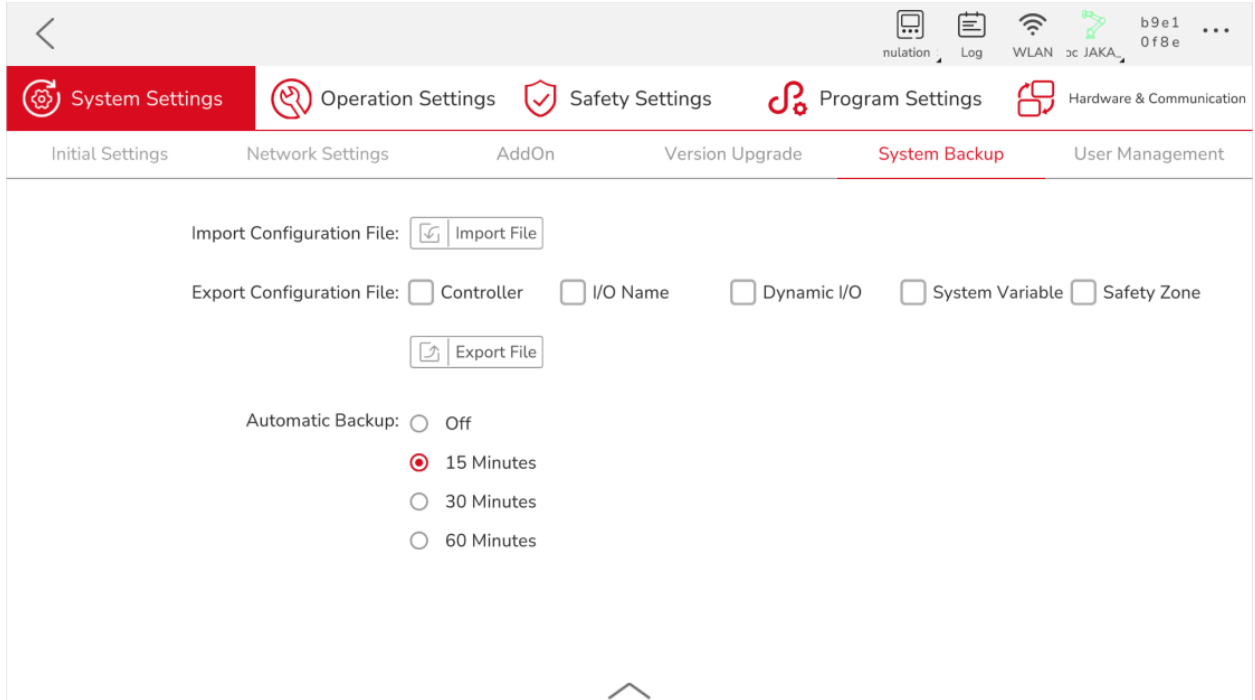 b9e1
nulation : Log WLAN oc JAKA_ 0f8e
System Settings Operation Settings Safety Settings Program Settings Hardware & Communication
Initial Settings Network Settings AddOn Version Upgrade System Backup User Management
Import Configuration File: Import File
Export Configuration File: Controller I/O Name Dynamic I/O System Variable Safety Zone
Export File
Automatic Backup: Off
15 Minutes
30 Minutes
60 Minutes